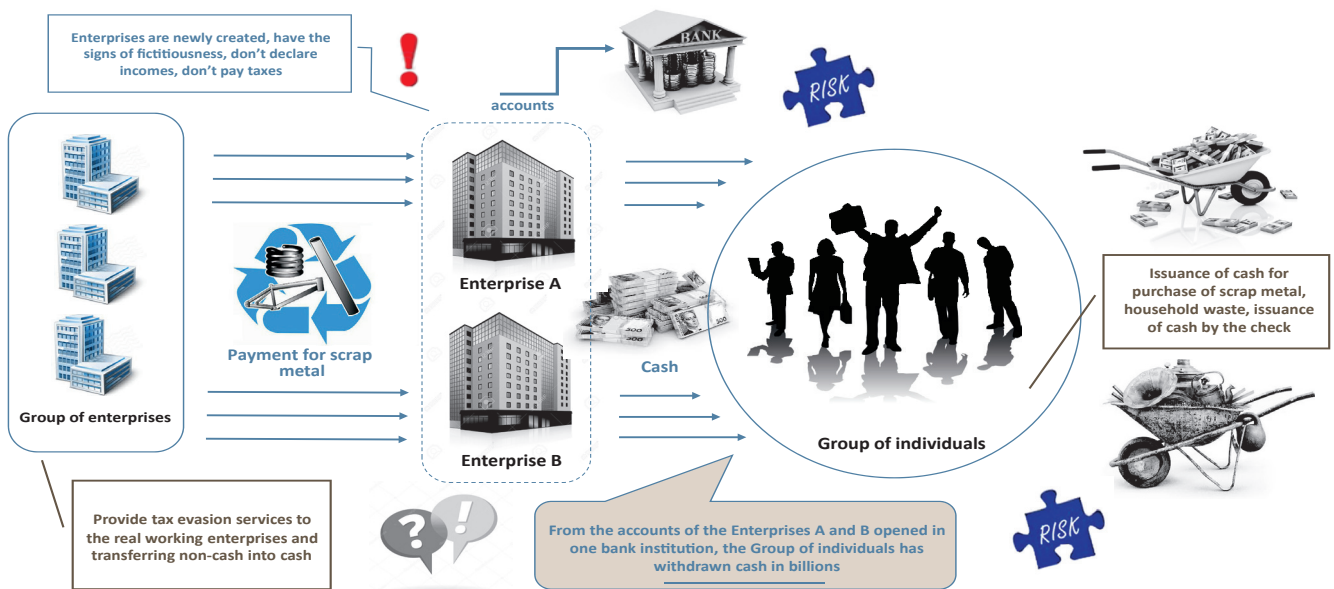 Enterprises are newly created, have the
signs of fictitiousness, don't declare
incomes, don't pay taxes
BANK
accounts
RISK
Enterprise A
Payment for scrap
metal
Cash
Group of enterprises
Enterprise B
Group of individuals
Issuance of cash for
purchase of scrap metal,
household waste, issuance
of cash by the check
Provide tax evasion services to
the real working enterprises and
transferring non-cash into cash
?
!
From the accounts of the Enterprises A and B opened in
one bank institution, the Group of individuals has
withdrawn cash in billions
RISK
500
500
500